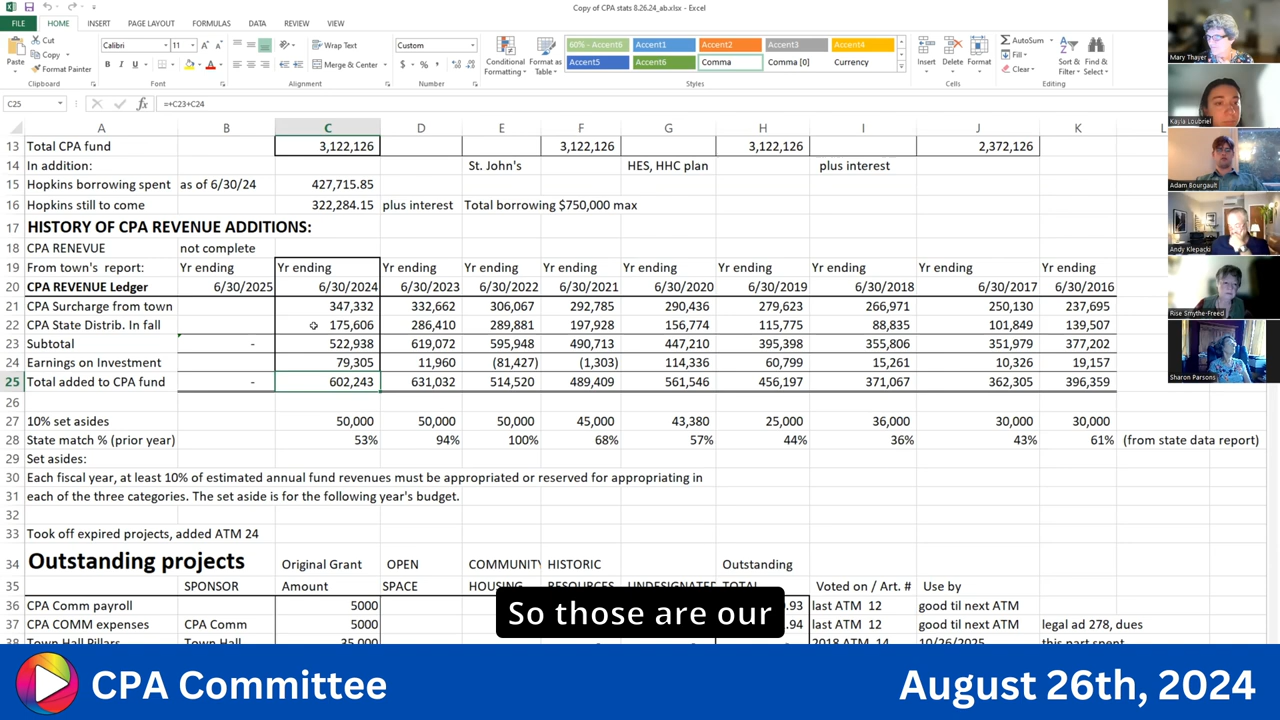 Copy of CPA stats 8.26.24_ab.xlsx - Excel
FILE HOME INSERT PAGE LAYOUT FORMULAS DATA REVIEW VIEW
Cut
Copy
Format Painter
Paste
Clipboard
Calibri 11
B I U
Font
Wrap Text
Merge & Center
Alignment
Custom
$ % ,
Number
Conditional Formatting
Format as Table
60% - Accent6 Accent1 Accent2 Accent3 Accent4
Accent5 Accent6 Comma Comma [0] Currency
Styles
Insert Delete Format
Cells
AutoSum
Fill
Clear
Sort & Filter
Find & Select
Editing
C25 fx =+C23+C24
A B C D E F G H I J K L
13 Total CPA fund 3,122,126 3,122,126 3,122,126 2,372,126
14 In addition: St. John's HES, HHC plan plus interest
15 Hopkins borrowing spent as of 6/30/24 427,715.85
16 Hopkins still to come 322,284.15 plus interest Total borrowing $750,000 max
17 HISTORY OF CPA REVENUE ADDITIONS:
18 CPA RENEVUE not complete
19 From town's report: Yr ending Yr ending Yr ending Yr ending Yr ending Yr ending Yr ending Yr ending Yr ending Yr ending
20 CPA REVENUE Ledger 6/30/2025 6/30/2024 6/30/2023 6/30/2022 6/30/2021 6/30/2020 6/30/2019 6/30/2018 6/30/2017 6/30/2016
21 CPA Surcharge from town 347,332 332,662 306,067 292,785 290,436 279,623 266,971 250,130 237,695
22 CPA State Distrib. In fall 175,606 286,410 289,881 197,928 156,774 115,775 88,835 101,849 139,507
23 Subtotal - 522,938 619,072 595,948 490,713 447,210 395,398 355,806 351,979 377,202
24 Earnings on Investment 79,305 11,960 (81,427) (1,303) 114,336 60,799 15,261 10,326 19,157
25 Total added to CPA fund - 602,243 631,032 514,520 489,409 561,546 456,197 371,067 362,305 396,359
26
27 10% set asides 50,000 50,000 50,000 45,000 43,380 25,000 36,000 30,000 30,000
28 State match % (prior year) 53% 94% 100% 68% 57% 44% 36% 43% 61% (from state data report)
29 Set asides:
30 Each fiscal year, at least 10% of estimated annual fund revenues must be appropriated or reserved for appropriating in
31 each of the three categories. The set aside is for the following year's budget.
32
33 Took off expired projects, added ATM 24
34 Outstanding projects Original Grant OPEN COMMUNITY HISTORIC Outstanding
35 SPONSOR Amount SPACE HOUSING RESOURCES UNDESIGNATED TOTAL Voted on / Art. # Use by
36 CPA Comm payroll 5000 .93 last ATM 12 good til next ATM
37 CPA COMM expenses CPA Comm 5000 .94 last ATM 12 good til next ATM legal ad 278, dues
38 Town Hall Pillars Town Hall 35,000 2018 ATM 14 10/26/2025 this part spent
Mary Thayer
Kayla Loubriel
Adam Bourgault
Andy Klepacki
Rise Smythe-Freed
Sharon Parsons
So those are our
CPA Committee
August 26th, 2024